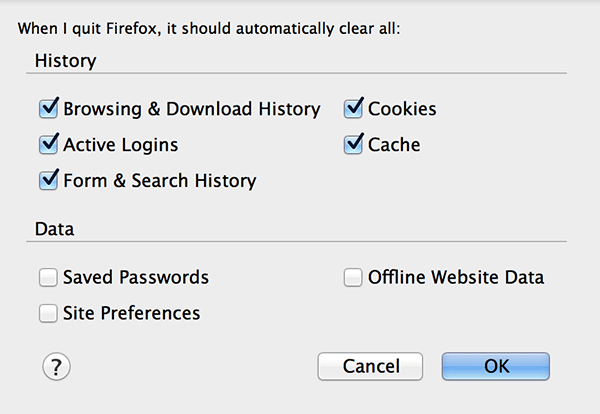 When I quit Firefox, it should automatically clear all:
History
Browsing & Download History
Cookies
Active Logins
Cache
Form & Search History
Data
Saved Passwords
Offline Website Data
Site Preferences
?
Cancel
OK